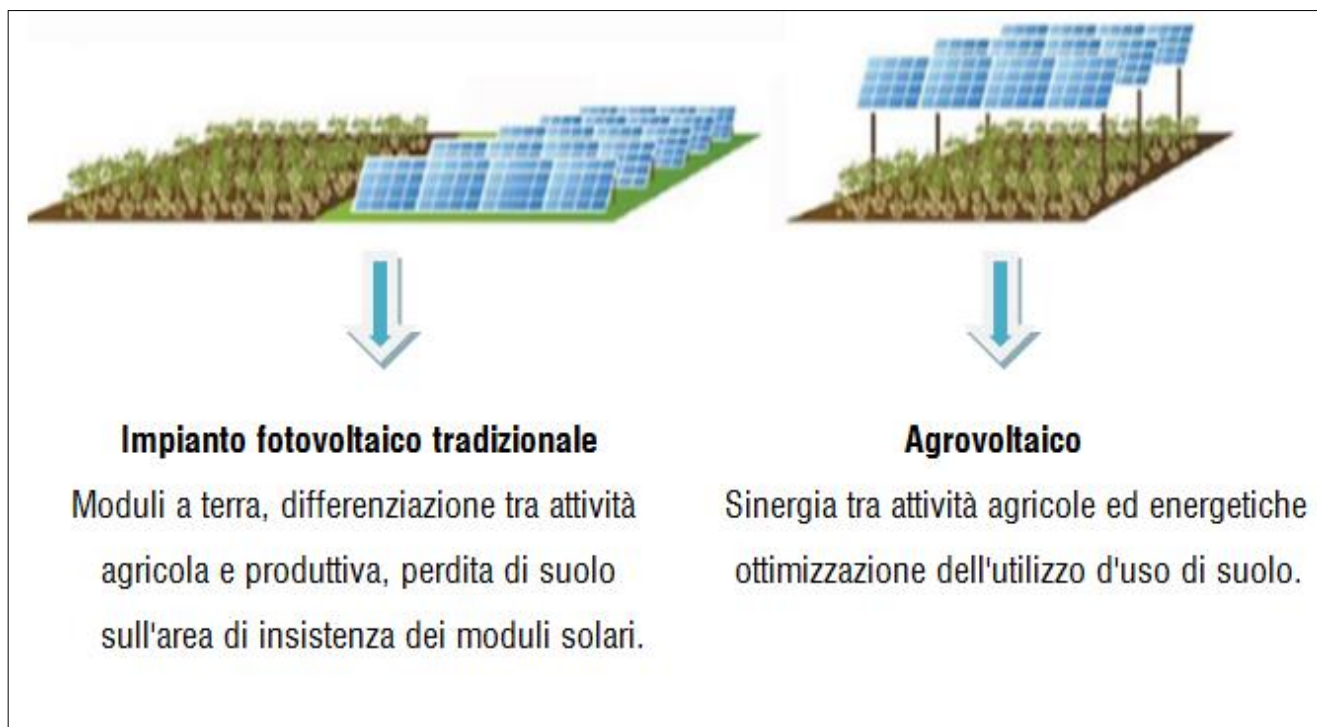 Impianto fotovoltaico tradizionale
Moduli a terra, differenziazione tra attività
agricola e produttiva, perdita di suolo
sull'area di insistenza dei moduli solari.
Agrovoltaico
Sinergia tra attività agricole ed energetiche
ottimizzazione dell'utilizzo d'uso di suolo.